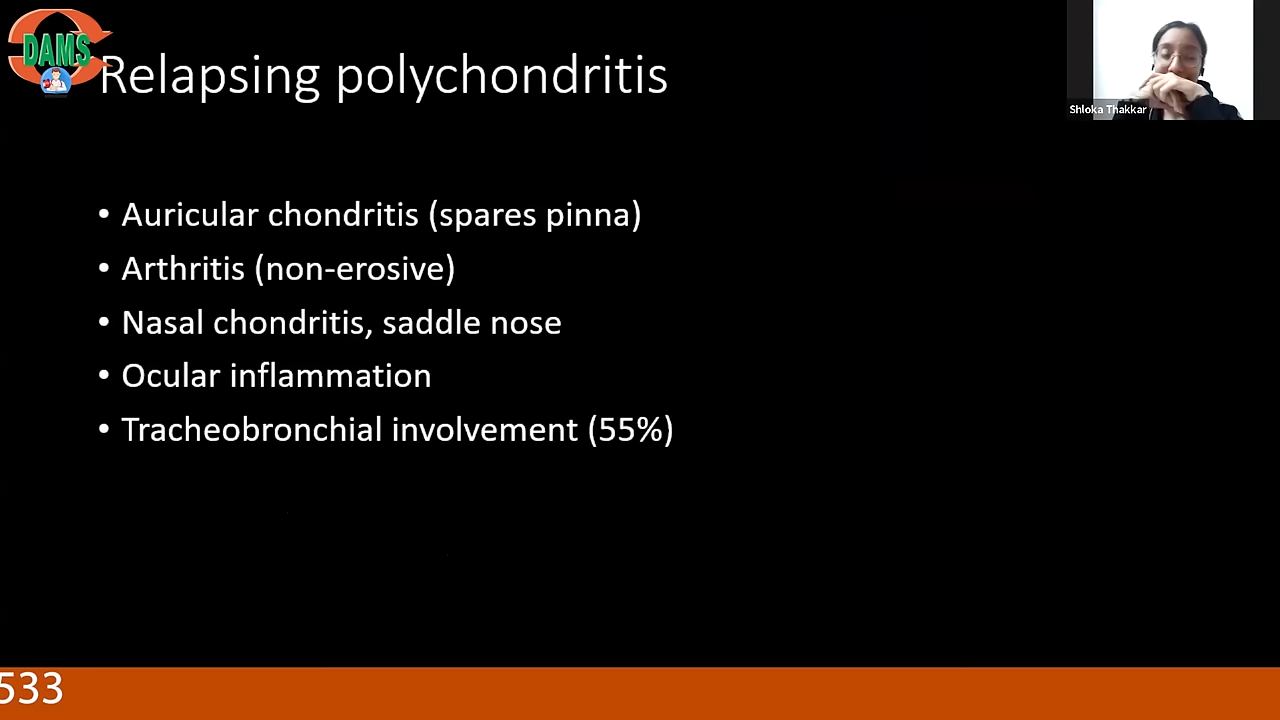 DAMS
Relapsing polychondritis
Shloka Thakkar
• Auricular chondritis (spares pinna)
• Arthritis (non-erosive)
• Nasal chondritis, saddle nose
• Ocular inflammation
• Tracheobronchial involvement (55%)
533